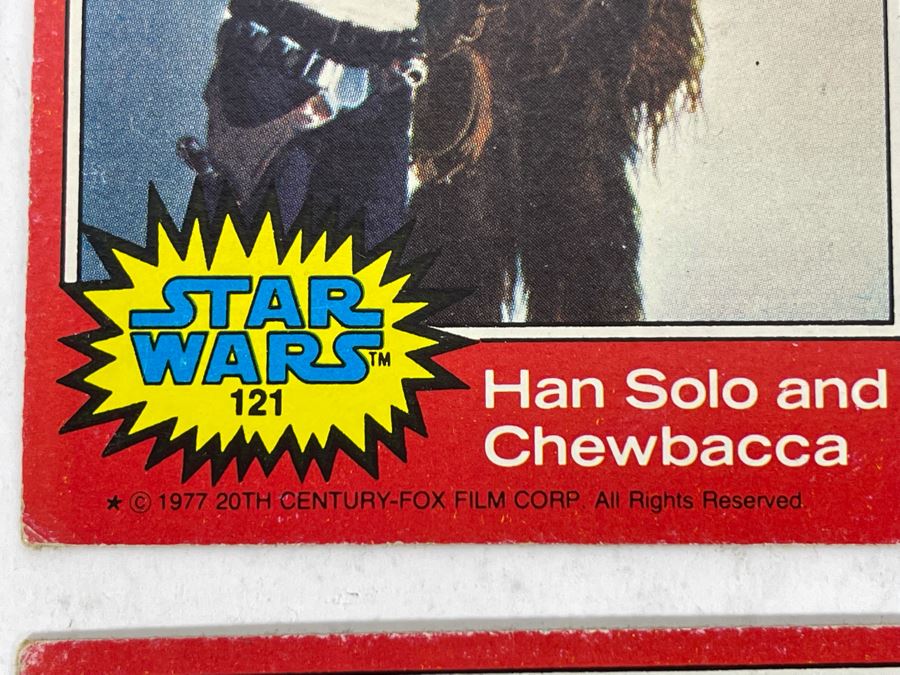 STAR
WARS™
121
Han Solo and
Chewbacca
★ © 1977 20TH CENTURY-FOX FILM CORP. All Rights Reserved